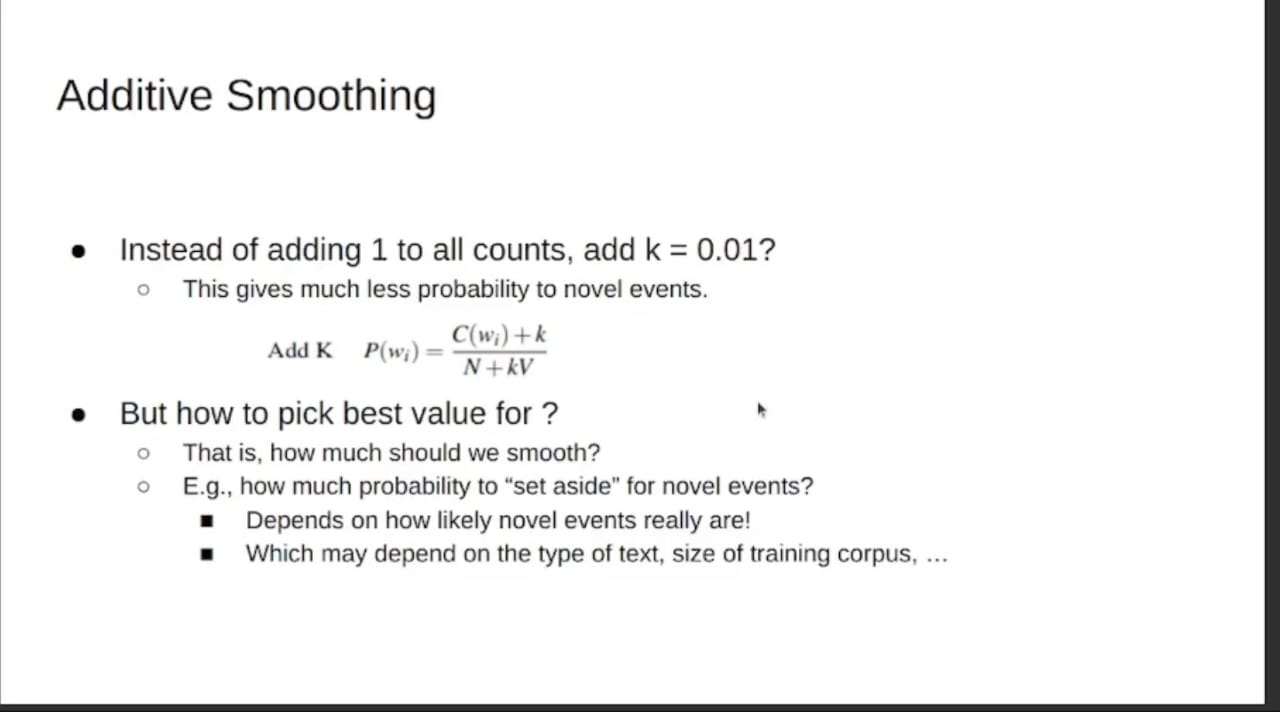 Additive Smoothing
● Instead of adding 1 to all counts, add k = 0.01?
○ This gives much less probability to novel events.
Add K P(wᵢ) = C(wᵢ)+k / N+kV
● But how to pick best value for ?
○ That is, how much should we smooth?
○ E.g., how much probability to “set aside” for novel events?
■ Depends on how likely novel events really are!
■ Which may depend on the type of text, size of training corpus, …